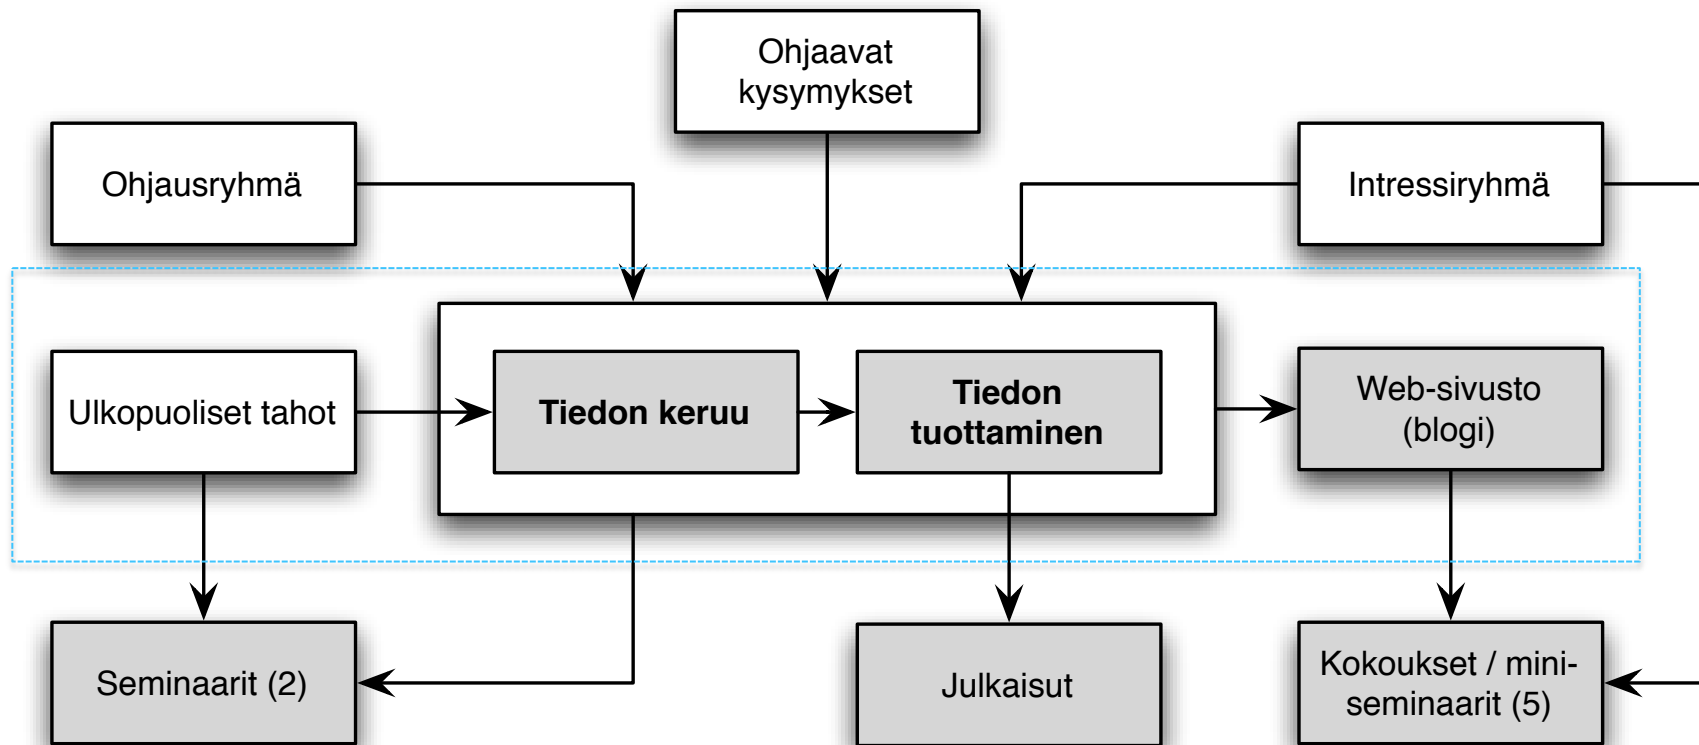 Ohjaavat
kysymykset
Ohjausryhmä
Intressiryhmä
Ulkopuoliset tahot
Tiedon keruu
Tiedon
tuottaminen
Web-sivusto
(blogi)
Seminaarit (2)
Julkaisut
Kokoukset / mini-
seminaarit (5)